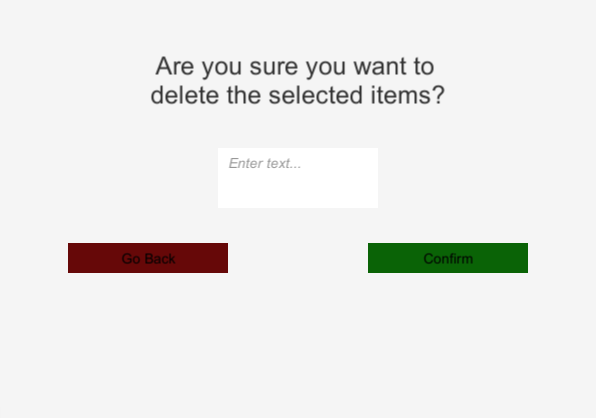 Are you sure you want to
delete the selected items?
Enter text...
Go Back
Confirm